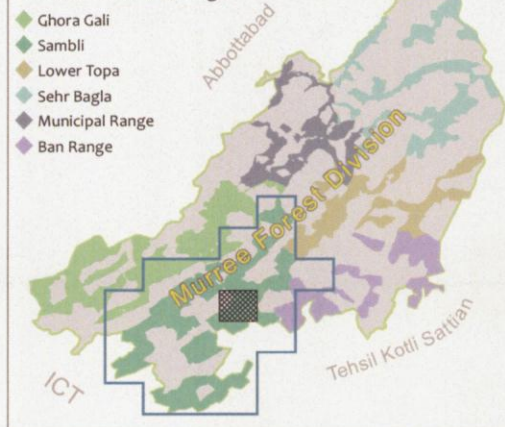 Ghora Gali
Sambli
Lower Topa
Sehr Bagla
Municipal Range
Ban Range
Abbottabad
Murree Forest Division
Tehsil Kotli Sattian
ICT